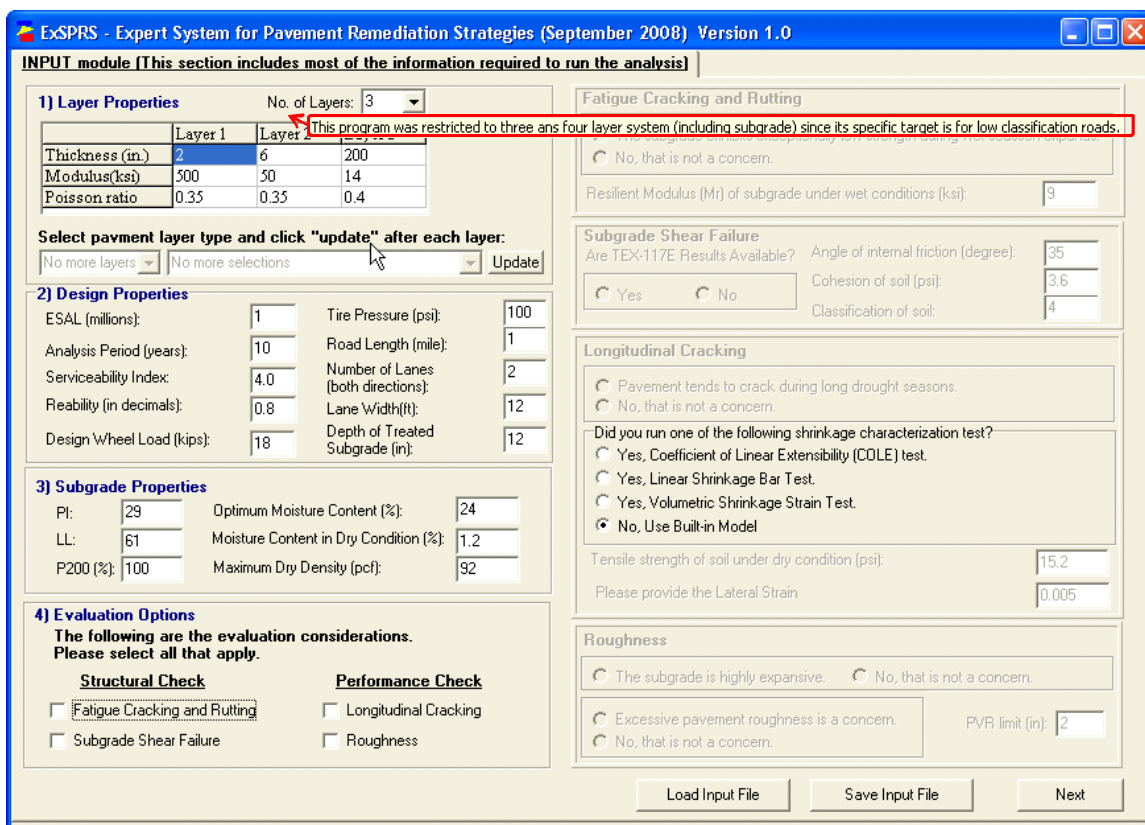 ExSPRS - Expert System for Pavement Remediation Strategies (September 2008) Version 1.0
INPUT module (This section includes most of the information required to run the analysis)
1) Layer Properties
No. of Layers: 3
This program was restricted to three ans four layer system (including subgrade) since its specific target is for low classification roads.
Layer 1 Layer 2
Thickness (in.) 2 6 200
Modulus(ksi) 500 50 14
Poisson ratio 0.35 0.35 0.4
Select pavment layer type and click "update" after each layer:
No more layers No more selections Update
2) Design Properties
ESAL (millions): 1
Analysis Period (years): 10
Serviceability Index: 4.0
Reability (in decimals): 0.8
Design Wheel Load (kips): 18
Tire Pressure (psi): 100
Road Length (mile): 1
Number of Lanes
(both directions): 2
Lane Width(ft): 12
Depth of Treated
Subgrade (in): 12
3) Subgrade Properties
PI: 29
LL: 61
P200 (%): 100
Optimum Moisture Content (%): 24
Moisture Content in Dry Condition (%): 1.2
Maximum Dry Density (pcf): 92
4) Evaluation Options
The following are the evaluation considerations.
Please select all that apply.
Structural Check
Fatigue Cracking and Rutting
Subgrade Shear Failure
Performance Check
Longitudinal Cracking
Roughness
Fatigue Cracking and Rutting
No, that is not a concern.
Resilient Modulus (Mr) of subgrade under wet conditions (ksi): 9
Subgrade Shear Failure
Are TEX-117E Results Available?
Yes No
Angle of internal friction (degree): 35
Cohesion of soil (psi): 3.6
Classification of soil: 4
Longitudinal Cracking
Pavement tends to crack during long drought seasons.
No, that is not a concern.
Did you run one of the following shrinkage characterization test?
Yes, Coefficient of Linear Extensibility (COLE) test.
Yes, Linear Shrinkage Bar Test.
Yes, Volumetric Shrinkage Strain Test.
No, Use Built-in Model
Tensile strength of soil under dry condition (psi): 15.2
Please provide the Lateral Strain 0.005
Roughness
The subgrade is highly expansive. No, that is not a concern.
Excessive pavement roughness is a concern.
No, that is not a concern.
PVR limit (in): 2
Load Input File Save Input File Next